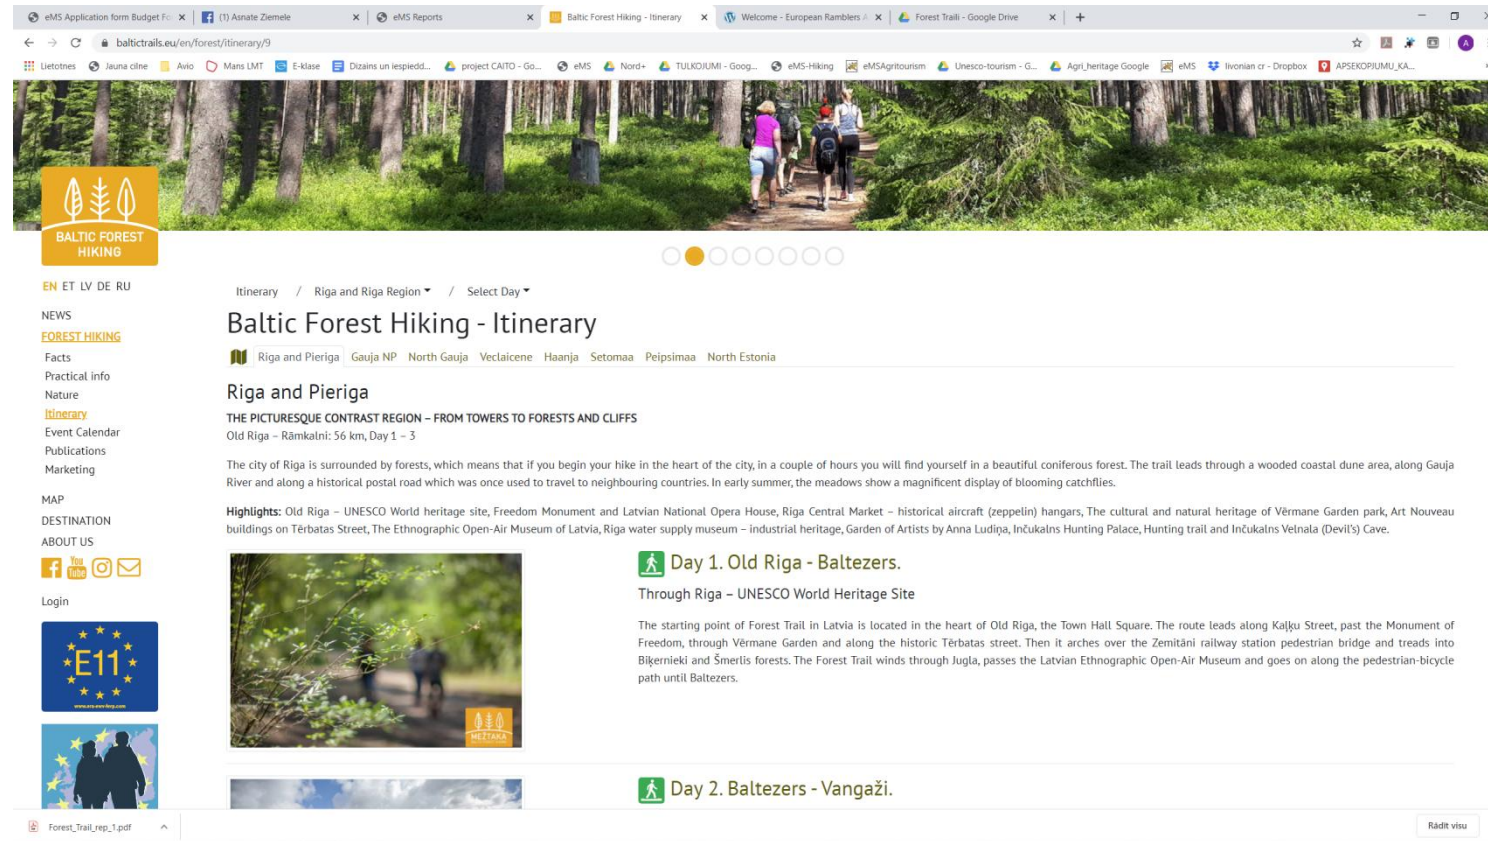 eMS Application form Budget Fo
(1) Asnate Ziemele
eMS Reports
Baltic Forest Hiking - Itinerary
Welcome - European Ramblers A
Forest Traili - Google Drive
baltictrails.eu/en/forest/itinerary/9
Lietotnes
Jauna cilne
Avio
Mans LMT
E-klase
Dizains un iespiedd...
project CAITO - Go...
eMS
Nord+
TULKOJUMI - Goog...
eMS-Hiking
eMSAgritourism
Unesco-tourism - G...
Agri_heritage Google
eMS
livonian cr - Dropbox
APSEKOPJUMU_KA...
BALTIC FOREST
HIKING
EN ET LV DE RU
NEWS
FOREST HIKING
Facts
Practical info
Nature
Itinerary
Event Calendar
Publications
Marketing
MAP
DESTINATION
ABOUT US
You
Tube
Login
E11
www.era-ewv-ferp.com
Itinerary / Riga and Riga Region / Select Day
Baltic Forest Hiking - Itinerary
Riga and Pieriga Gauja NP North Gauja Veclaicene Haanja Setomaa Peipsimaa North Estonia
Riga and Pieriga
THE PICTURESQUE CONTRAST REGION – FROM TOWERS TO FORESTS AND CLIFFS
Old Riga – Rāmkalni: 56 km, Day 1 – 3
The city of Riga is surrounded by forests, which means that if you begin your hike in the heart of the city, in a couple of hours you will find yourself in a beautiful coniferous forest. The trail leads through a wooded coastal dune area, along Gauja
River and along a historical postal road which was once used to travel to neighbouring countries. In early summer, the meadows show a magnificent display of blooming catchflies.
Highlights: Old Riga – UNESCO World heritage site, Freedom Monument and Latvian National Opera House, Riga Central Market – historical aircraft (zeppelin) hangars, The cultural and natural heritage of Vērmane Garden park, Art Nouveau
buildings on Tērbatas Street, The Ethnographic Open-Air Museum of Latvia, Riga water supply museum – industrial heritage, Garden of Artists by Anna Ludiņa, Inčukalns Hunting Palace, Hunting trail and Inčukalns Velnala (Devil's) Cave.
MEŽTAKA
Day 1. Old Riga - Baltezers.
Through Riga – UNESCO World Heritage Site
The starting point of Forest Trail in Latvia is located in the heart of Old Riga, the Town Hall Square. The route leads along Kaļķu Street, past the Monument of
Freedom, through Vērmane Garden and along the historic Tērbatas street. Then it arches over the Zemitāni railway station pedestrian bridge and treads into
Biķernieki and Šmerlis forests. The Forest Trail winds through Jugla, passes the Latvian Ethnographic Open-Air Museum and goes on along the pedestrian-bicycle
path until Baltezers.
Day 2. Baltezers - Vangaži.
Forest_Trail_rep_1.pdf
Rādīt visu